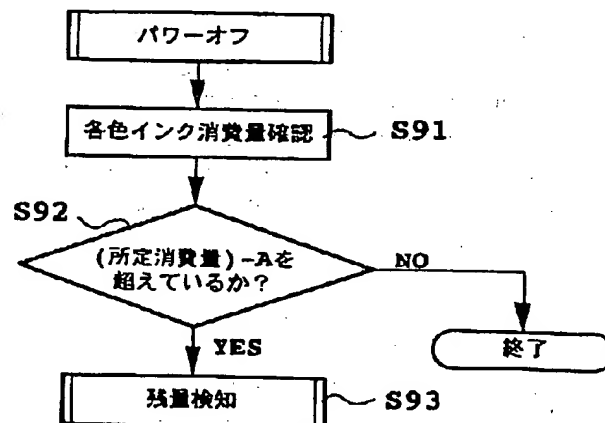 パワーオフ
各色インク消費量確認
S91
S92
(所定消費量)-Aを
超えているか？
NO
YES
終了
残量検知
S93